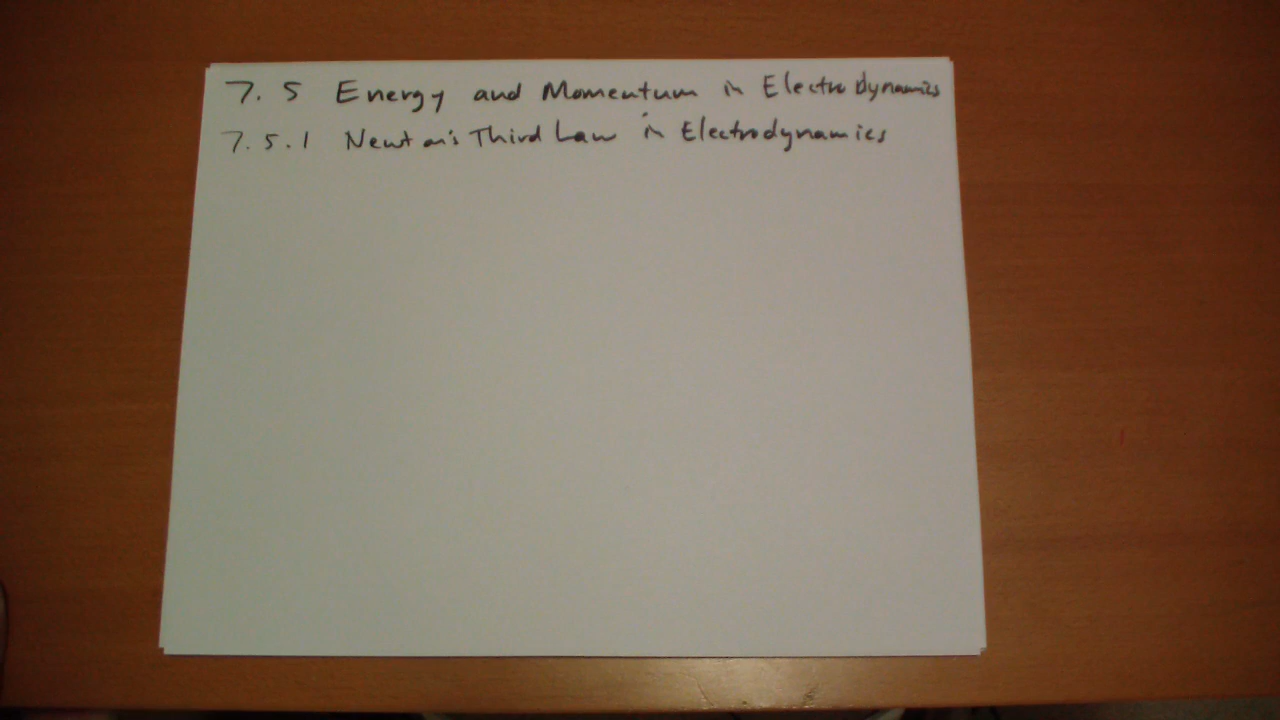 7.5 Energy and Momentum in Electrodynamics
7.5.1 Newton's Third Law in Electrodynamics